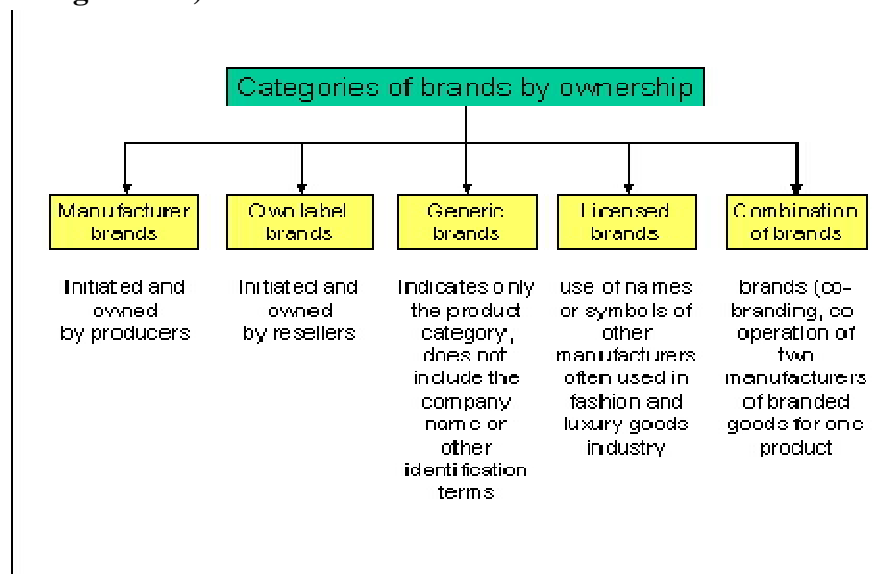 Categories of brands by ownership
Manufacturer
brands
Own label
brands
Generic
brands
Licensed
brands
Combination
of brands
Initiated and
owned
by producers
Initiated and
owned
by resellers
Indicates only
the product
category,
does not
include the
company
name or
other
identification
terms
use of names
or symbols of
other
manufacturers
often used in
fashion and
luxury goods
industry
brands (co-
branding, co
operation of
two
manufacturers
of branded
goods for one
product